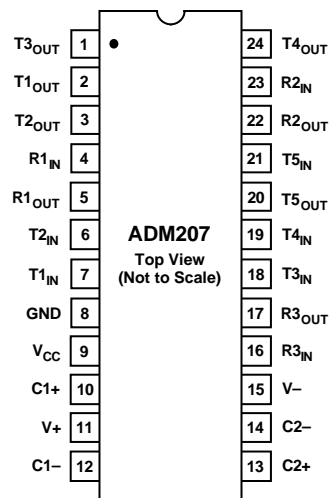 T3OUT 1 24 T4OUT
T1OUT 2 23 R2IN
T2OUT 3 22 R2OUT
R1IN 4 21 T5IN
R1OUT 5 20 T5OUT
T2IN 6 ADM207 19 T4IN
Top View
T1IN 7 (Not to Scale) 18 T3IN
GND 8 17 R3OUT
VCC 9 16 R3IN
C1+ 10 15 V–
V+ 11 14 C2–
C1– 12 13 C2+